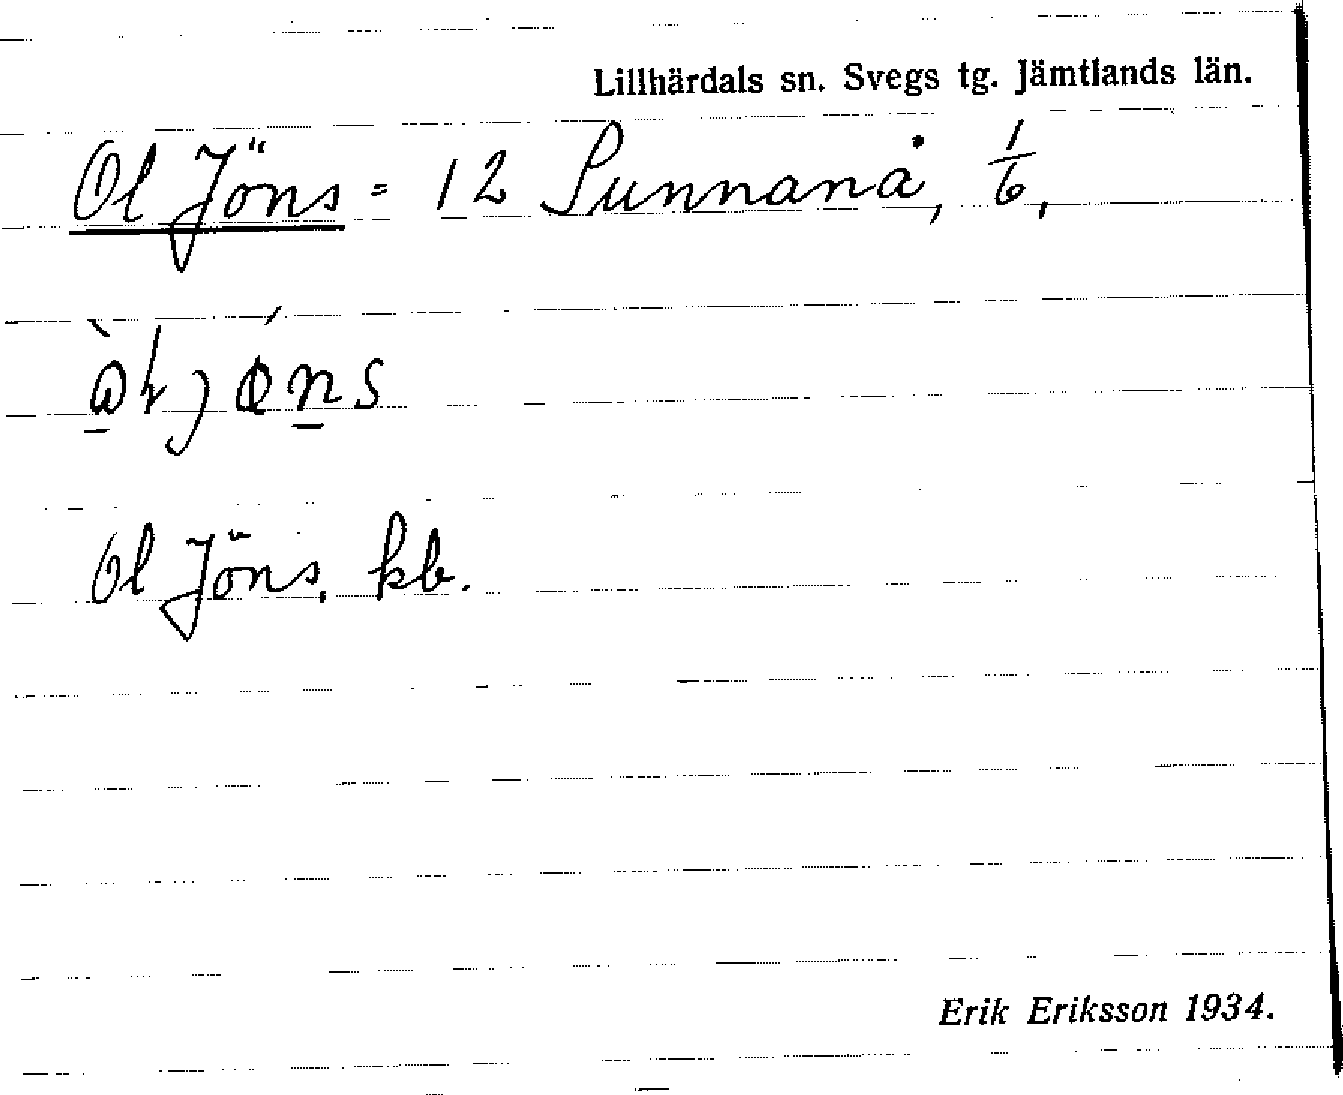 Lillhärdals sn. Svegs tg. Jämtlands län.
Ol Jöns = 12 Sunnanå, 1/6,
Ol Jöns, kb.
Erik Eriksson 1934.